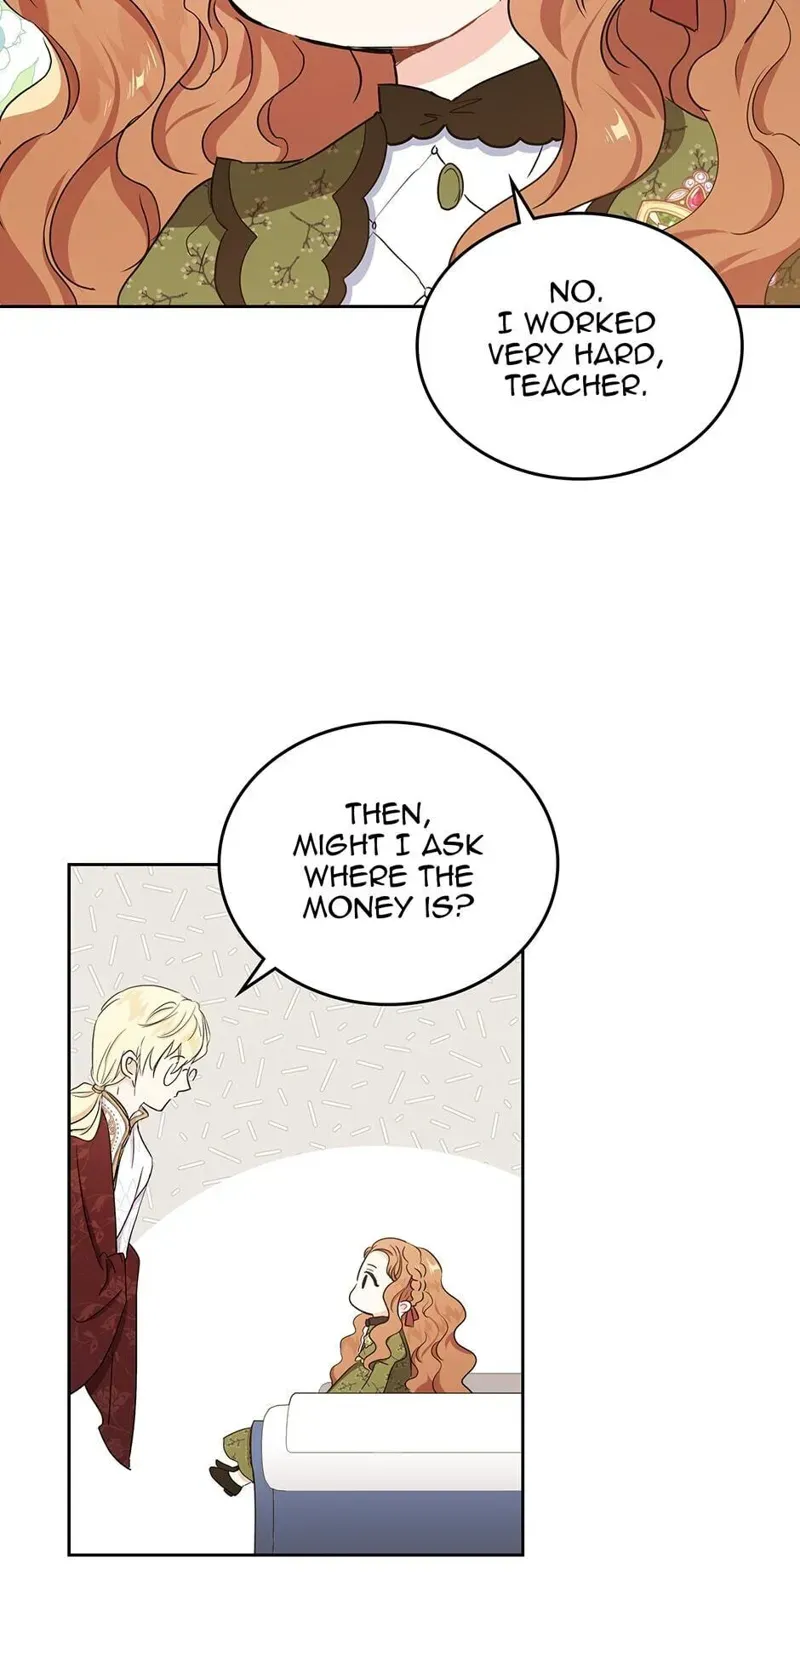 NO.
I WORKED
VERY HARD,
TEACHER.
THEN,
MIGHT I ASK
WHERE THE
MONEY IS?